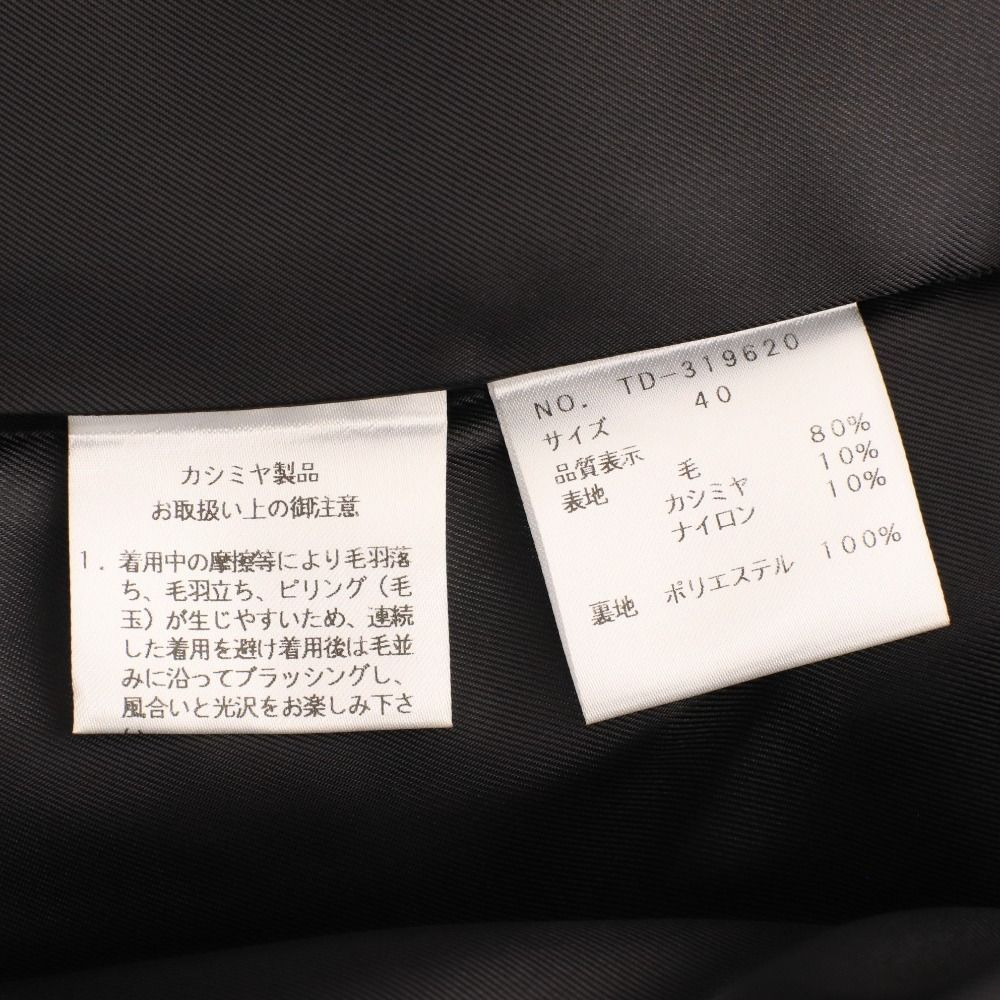 カシミヤ製品
お取扱い上の御注意
1．着用中の摩擦等により毛羽落
ち、毛羽立ち、ピリング（毛
玉）が生じやすいため、連続
した着用を避け着用後は毛並
みに沿ってブラッシングし、
風合いと光沢をお楽しみ下さ
NO. TD-319620
サイズ 40
品質表示
表地 毛 80%
カシミヤ 10%
ナイロン 10%
裏地 ポリエステル 100%